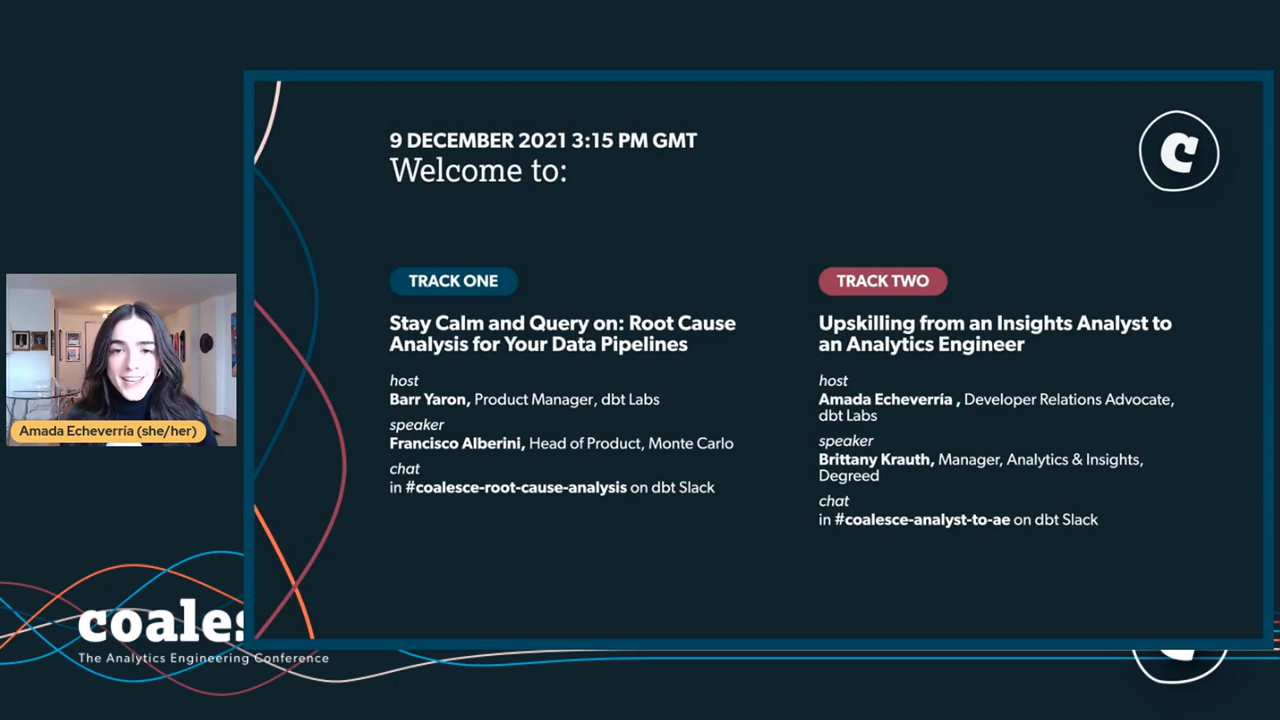 9 DECEMBER 2021 3:15 PM GMT
Welcome to:
C
TRACK ONE
Stay Calm and Query on: Root Cause
Analysis for Your Data Pipelines
host
Barr Yaron, Product Manager, dbt Labs
speaker
Francisco Alberini, Head of Product, Monte Carlo
chat
in #coalesce-root-cause-analysis on dbt Slack
TRACK TWO
Upskilling from an Insights Analyst to
an Analytics Engineer
host
Amada Echeverría , Developer Relations Advocate,
dbt Labs
speaker
Brittany Krauth, Manager, Analytics & Insights,
Degreed
chat
in #coalesce-analyst-to-ae on dbt Slack
Amada Echeverría (she/her)
coales
The Analytics Engineering Conference